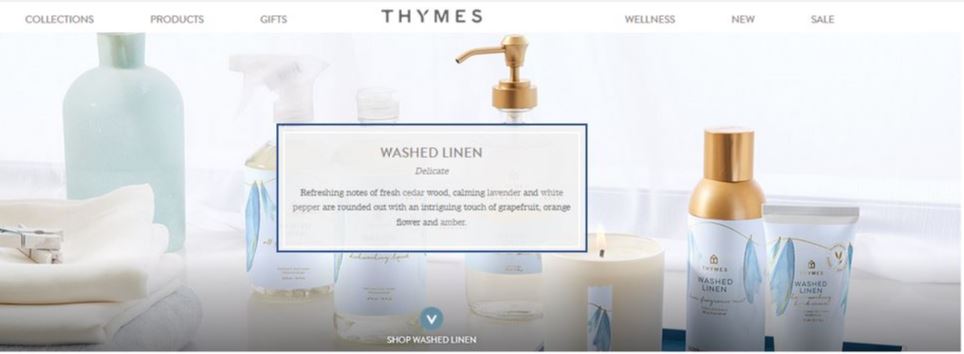 COLLECTIONS PRODUCTS GIFTS THYMES WELLNESS NEW SALE
WASHED LINEN
Delicate
Refreshing notes of fresh cedar wood, calming lavender and white
pepper are rounded out with an intriguing touch of grapefruit, orange
flower and amber.
THYMES
WASHED
LINEN
THYMES
WASHED
LINEN
SHOP WASHED LINEN